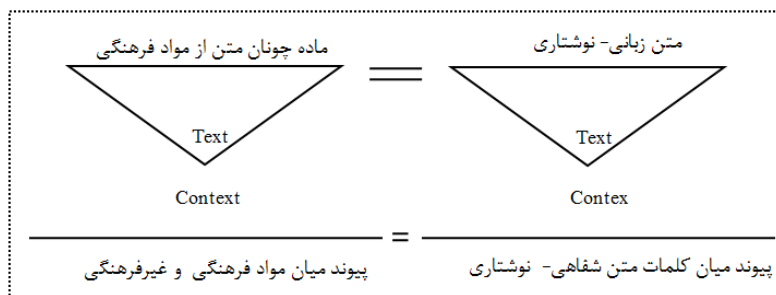 متن زبانی- نوشتاری
ماده چونان متن از مواد فرهنگی
=
Text
Text
Contex
Context
=
پیوند میان کلمات متن شفاهی- نوشتاری
پیوند میان مواد فرهنگی و غیرفرهنگی